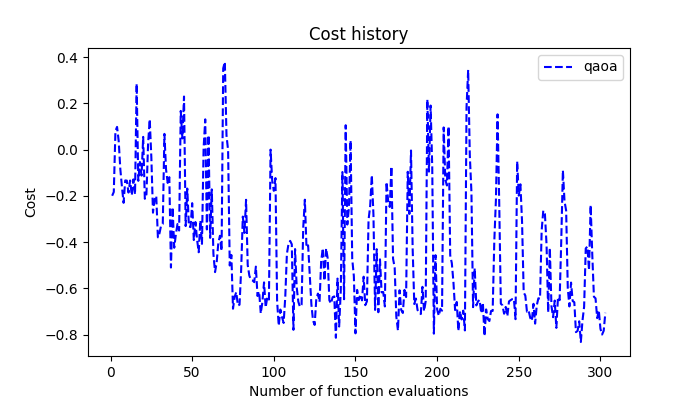 Cost history
qaoa
0.4
0.2
0.0
−0.2
−0.4
−0.6
−0.8
Cost
0 50 100 150 200 250 300
Number of function evaluations